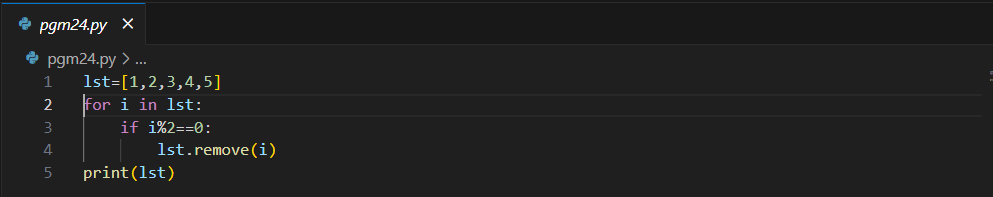 pgm24.py ×
pgm24.py > ...
1 lst=[1,2,3,4,5]
2 for i in lst:
3     if i%2==0:
4         lst.remove(i)
5 print(lst)